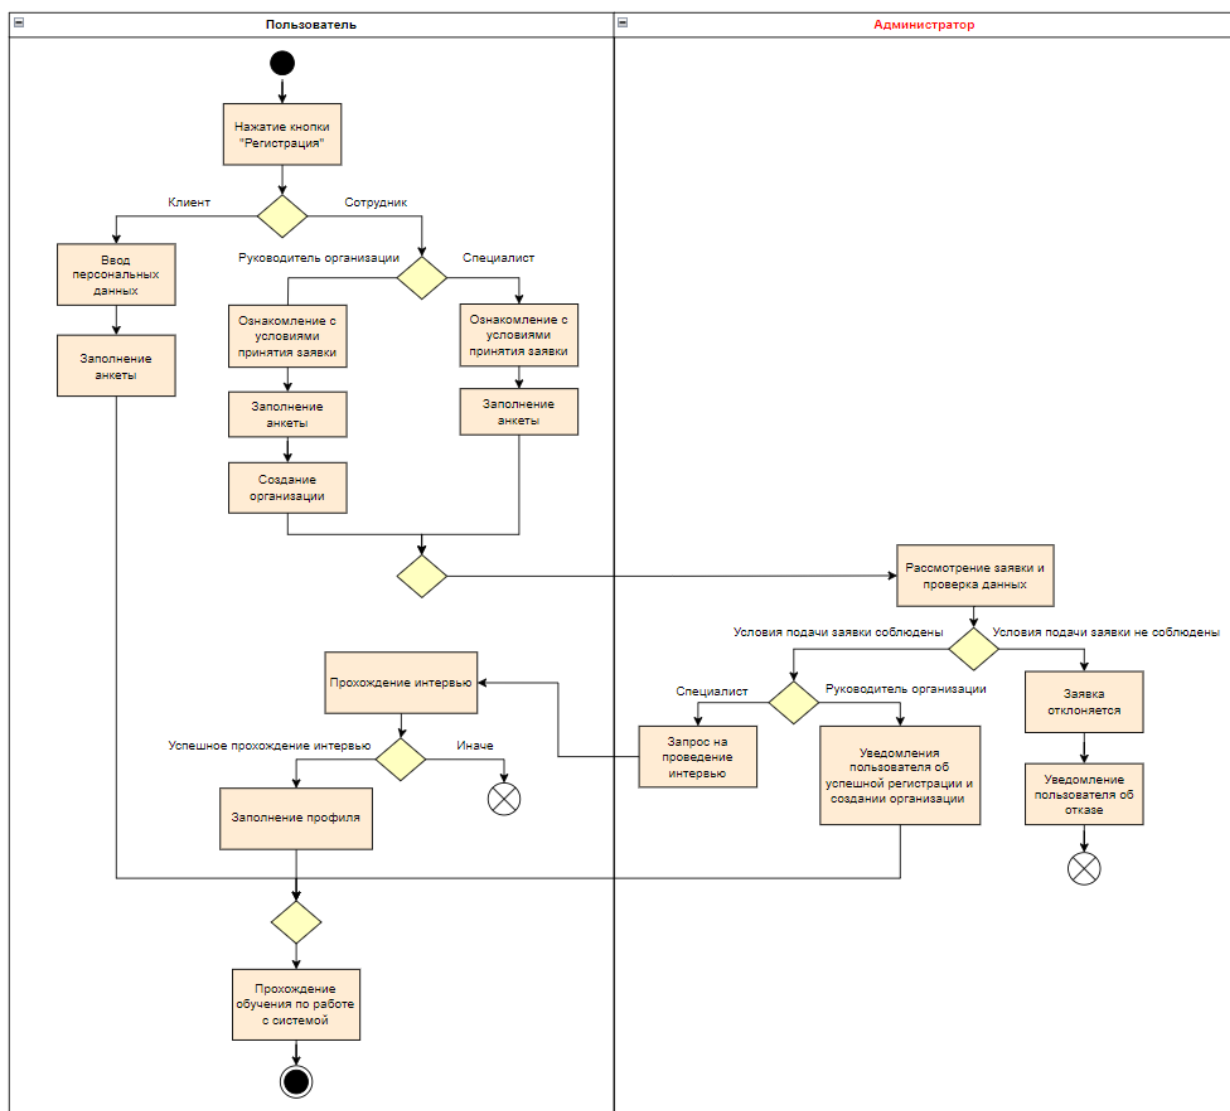 Пользователь
Администратор
Нажатие кнопки
"Регистрация"
Клиент
Сотрудник
Ввод
персональных
данных
Руководитель организации
Специалист
Ознакомление с
условиями
принятия заявки
Ознакомление с
условиями
принятия заявки
Заполнение
анкеты
Заполнение
анкеты
Заполнение
анкеты
Создание
организации
Рассмотрение заявки и
проверка данных
Условия подачи заявки соблюдены
Условия подачи заявки не соблюдены
Прохождение интервью
Специалист
Руководитель организации
Заявка
отклоняется
Успешное прохождение интервью
Иначе
Запрос на
проведение
интервью
Уведомления
пользователя об
успешной регистрации и
создании организации
Уведомление
пользователя об
отказе
Заполнение профиля
Прохождение
обучения по работе
с системой